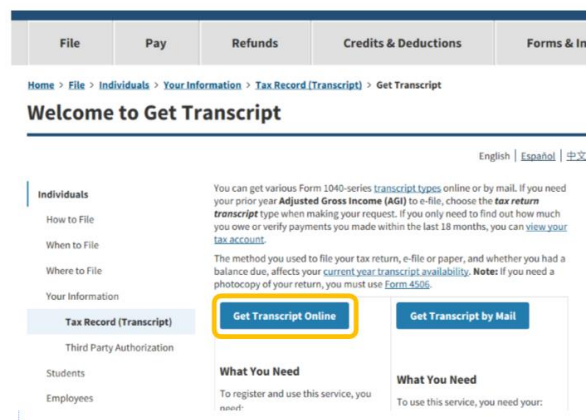 File Pay Refunds Credits & Deductions Forms & In
Home > File > Individuals > Your Information > Tax Record (Transcript) > Get Transcript
Welcome to Get Transcript
English | Español | 中文
Individuals
How to File
When to File
Where to File
Your Information
Tax Record (Transcript)
Third Party Authorization
Students
Employees
You can get various Form 1040-series transcript types online or by mail. If you need
your prior year Adjusted Gross Income (AGI) to e-file, choose the tax return
transcript type when making your request. If you only need to find out how much
you owe or verify payments you made within the last 18 months, you can view your
tax account.
The method you used to file your tax return, e-file or paper, and whether you had a
balance due, affects your current year transcript availability. Note: If you need a
photocopy of your return, you must use Form 4506.
Get Transcript Online
What You Need
To register and use this service, you
need:
Get Transcript by Mail
What You Need
To use this service, you need your: